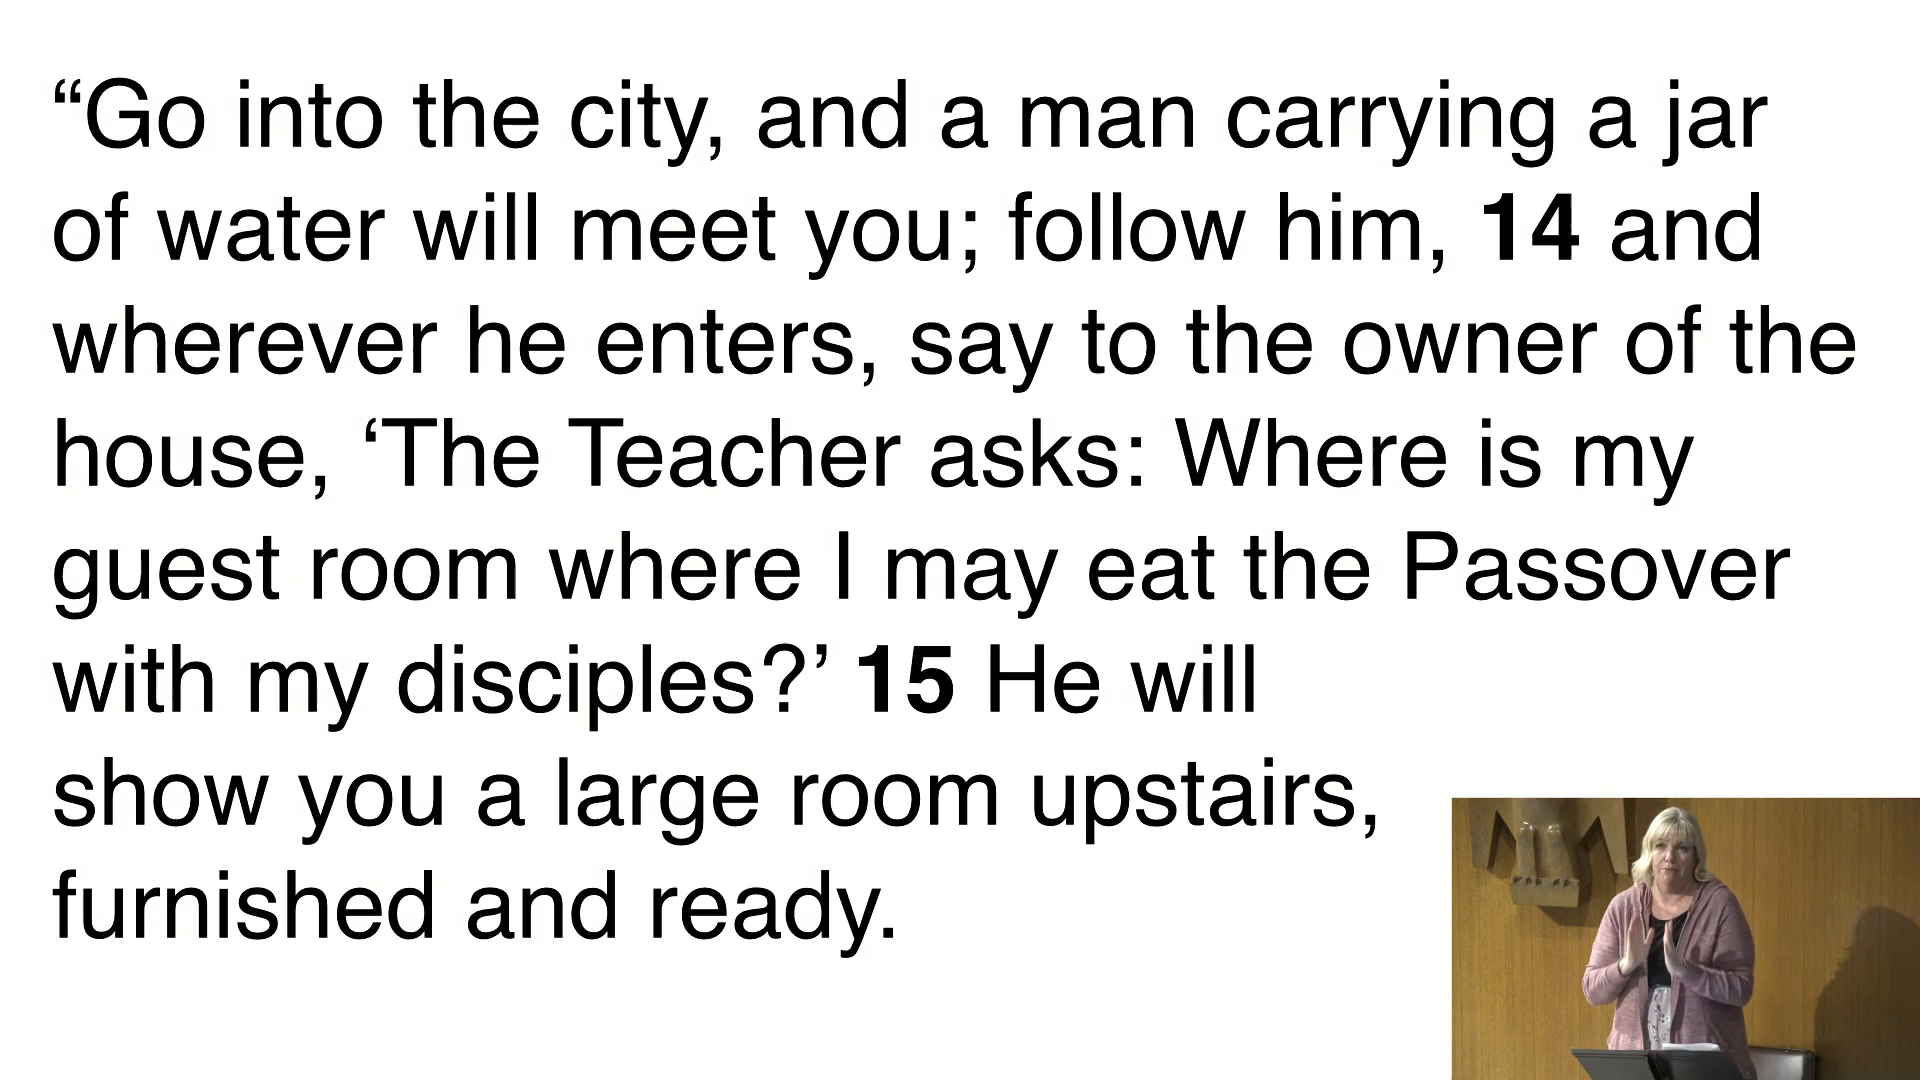 “Go into the city, and a man carrying a jar
of water will meet you; follow him, 14 and
wherever he enters, say to the owner of the
house, ‘The Teacher asks: Where is my
guest room where I may eat the Passover
with my disciples?’ 15 He will
show you a large room upstairs,
furnished and ready.